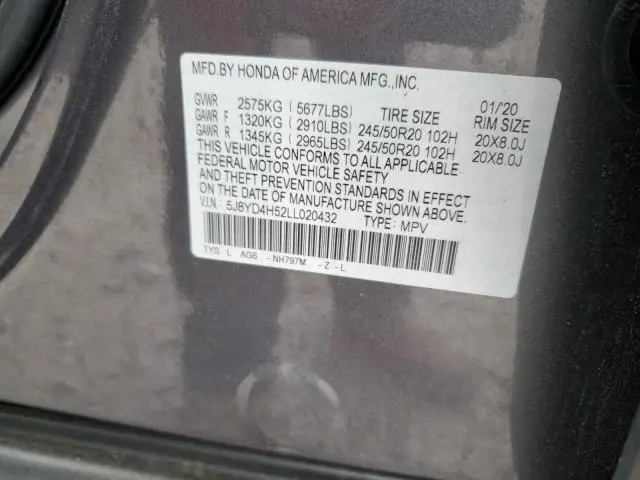 MFD.BY HONDA OF AMERICA MFG.,INC. 01/'20
GVWR 2575KG ( 5677LBS) TIRE SIZE RIM SIZE
GAWR F 1320KG ( 2910LBS) 245/50R20 102H 20X8.0J
GAWR R 1345KG ( 2965LBS) 245/50R20 102H 20X8.0J
THIS VEHICLE CONFORMS TO ALL APPLICABLE
FEDERAL MOTOR VEHICLE SAFETY
AND THEFT PREVENTION STANDARDS IN EFFECT
ON THE DATE OF MANUFACTURE SHOWN ABOVE.
V.I.N.: 5J8YD4H52LL020432 TYPE: MPV
TYS L AG6 - NH797M - Z - L